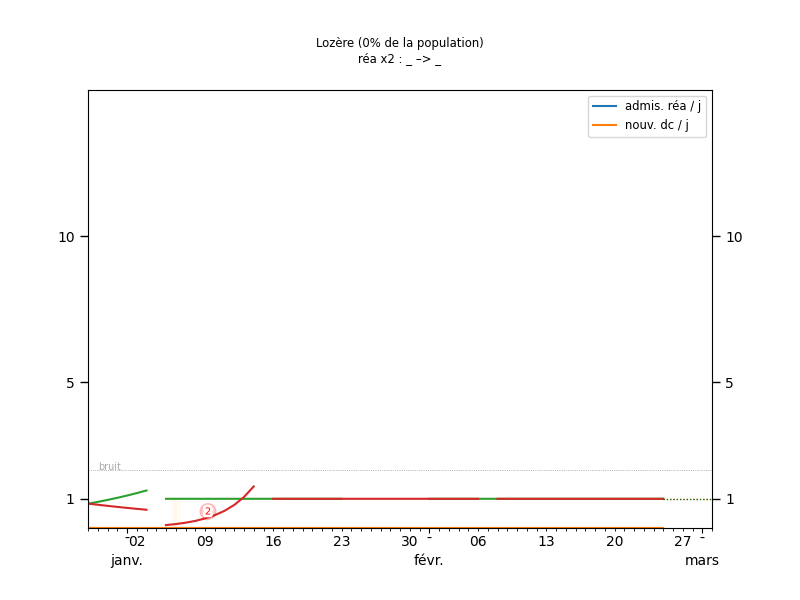 Lozère (0% de la population)
réa x2 : _ –> _
admis. réa / j
nouv. dc / j
10 10
5 5
bruit
1 1
2
02 09 16 23 30 06 13 20 27
janv. févr. mars